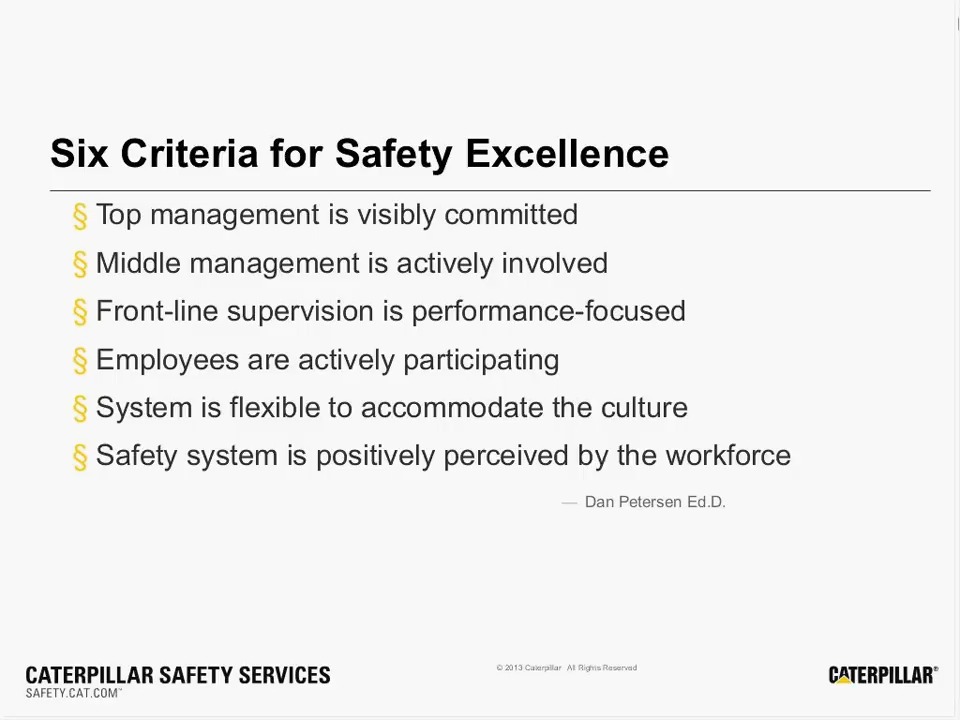 Six Criteria for Safety Excellence
§ Top management is visibly committed
§ Middle management is actively involved
§ Front-line supervision is performance-focused
§ Employees are actively participating
§ System is flexible to accommodate the culture
§ Safety system is positively perceived by the workforce
— Dan Petersen Ed.D.
CATERPILLAR SAFETY SERVICES
SAFETY.CAT.COM™
© 2013 Caterpillar All Rights Reserved
CATERPILLAR®